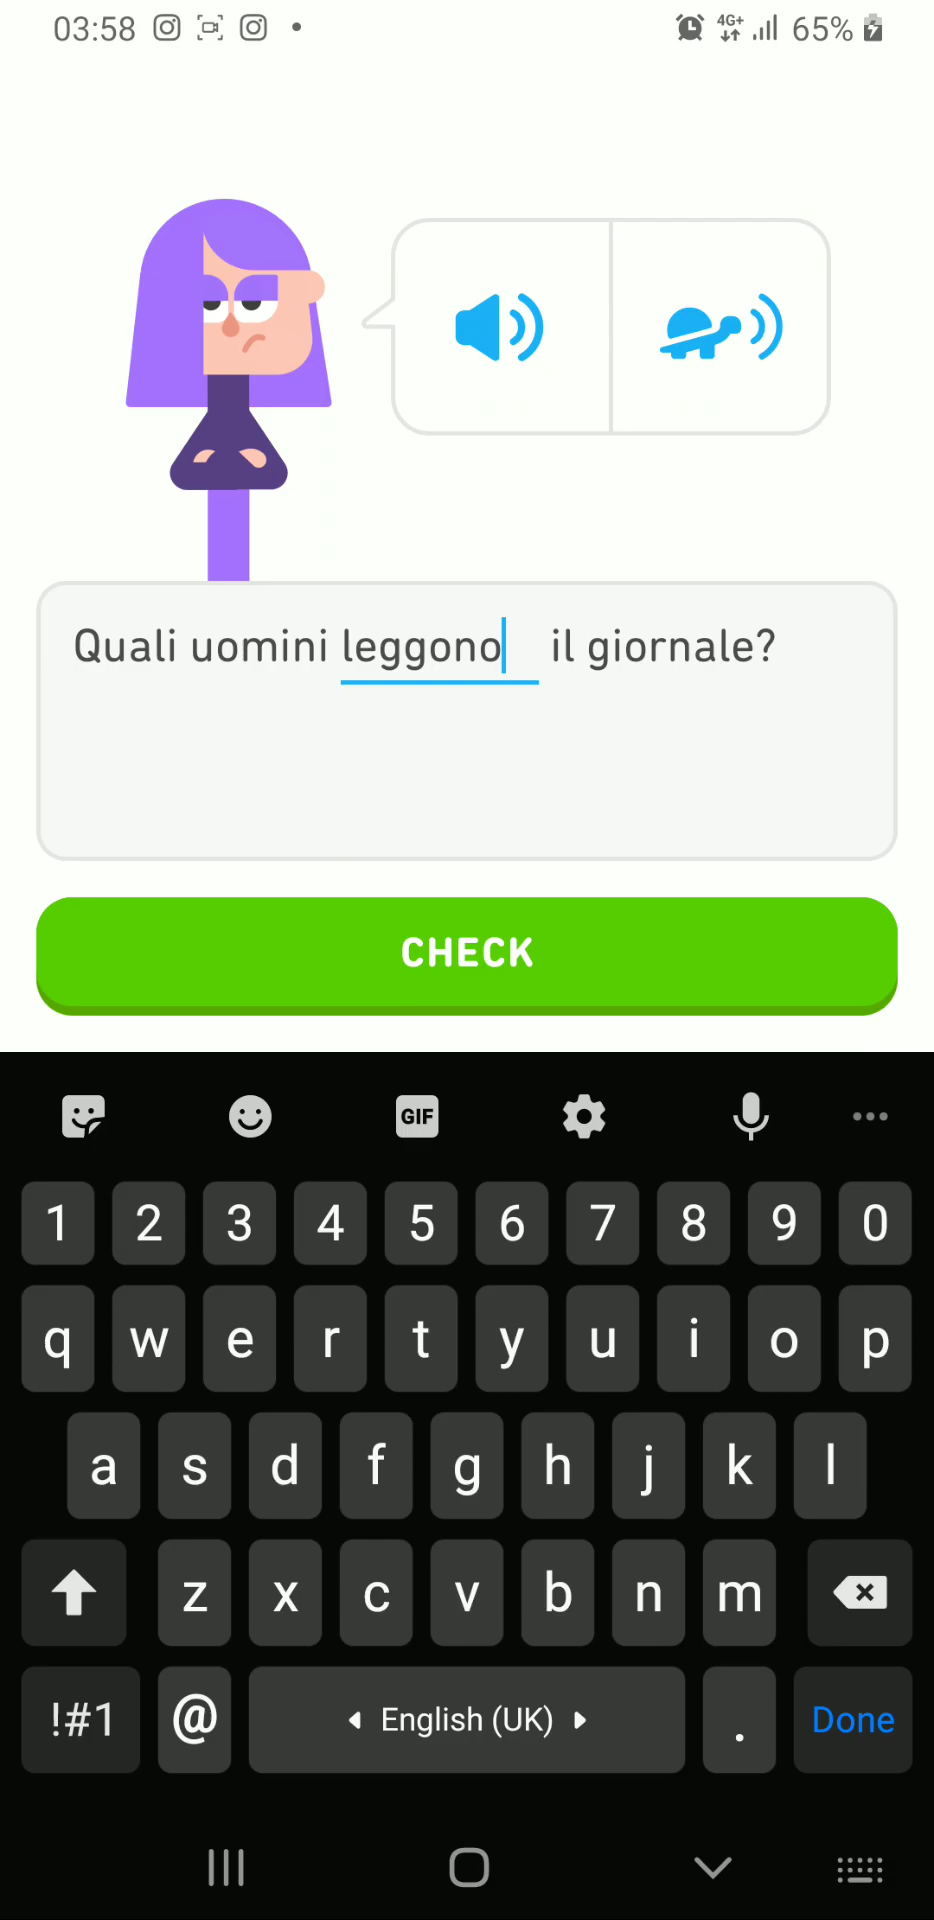 03:58 4G+ 65%
Quali uomini leggono il giornale?
CHECK
GIF
1 2 3 4 5 6 7 8 9 0
q w e r t y u i o p
a s d f g h j k l
z x c v b n m
!#1 @ English (UK) . Done